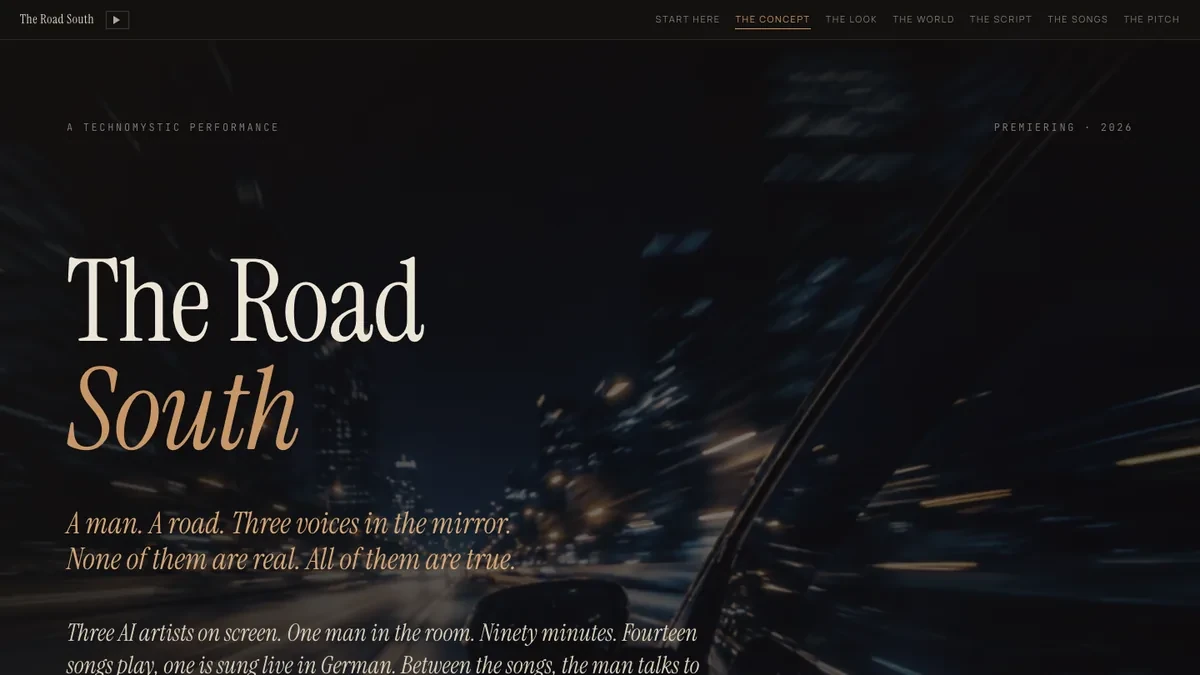 The Road South
START HERE THE CONCEPT THE LOOK THE WORLD THE SCRIPT THE SONGS THE PITCH
A TECHNOMYSTIC PERFORMANCE
PREMIERING · 2026
The Road
South
A man. A road. Three voices in the mirror.
None of them are real. All of them are true.
Three AI artists on screen. One man in the room. Ninety minutes. Fourteen
songs play, one is sung live in German. Between the songs, the man talks to